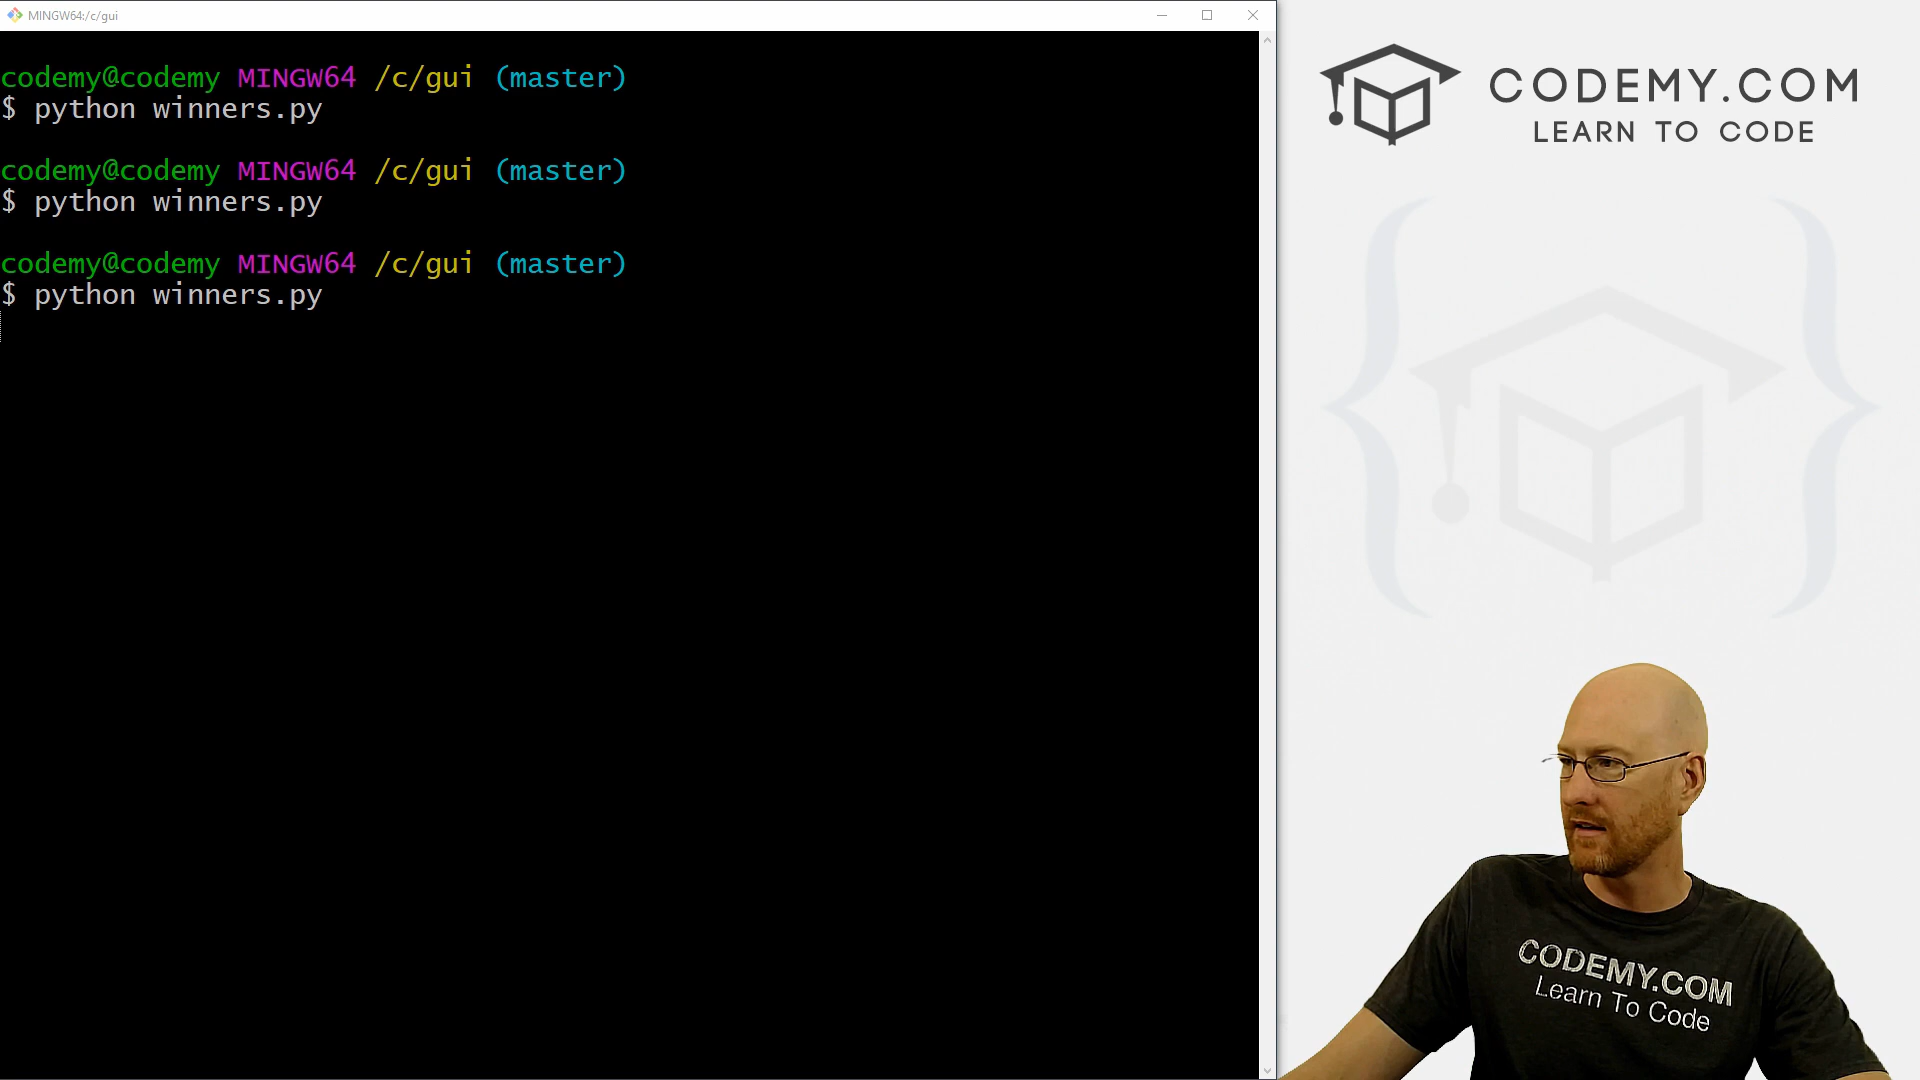 MINGW64:/c/gui
codemy@codemy MINGW64 /c/gui (master)
$ python winners.py
codemy@codemy MINGW64 /c/gui (master)
$ python winners.py
codemy@codemy MINGW64 /c/gui (master)
$ python winners.py
CODEMY.COM
LEARN TO CODE
CODEMY.COM
Learn To Code